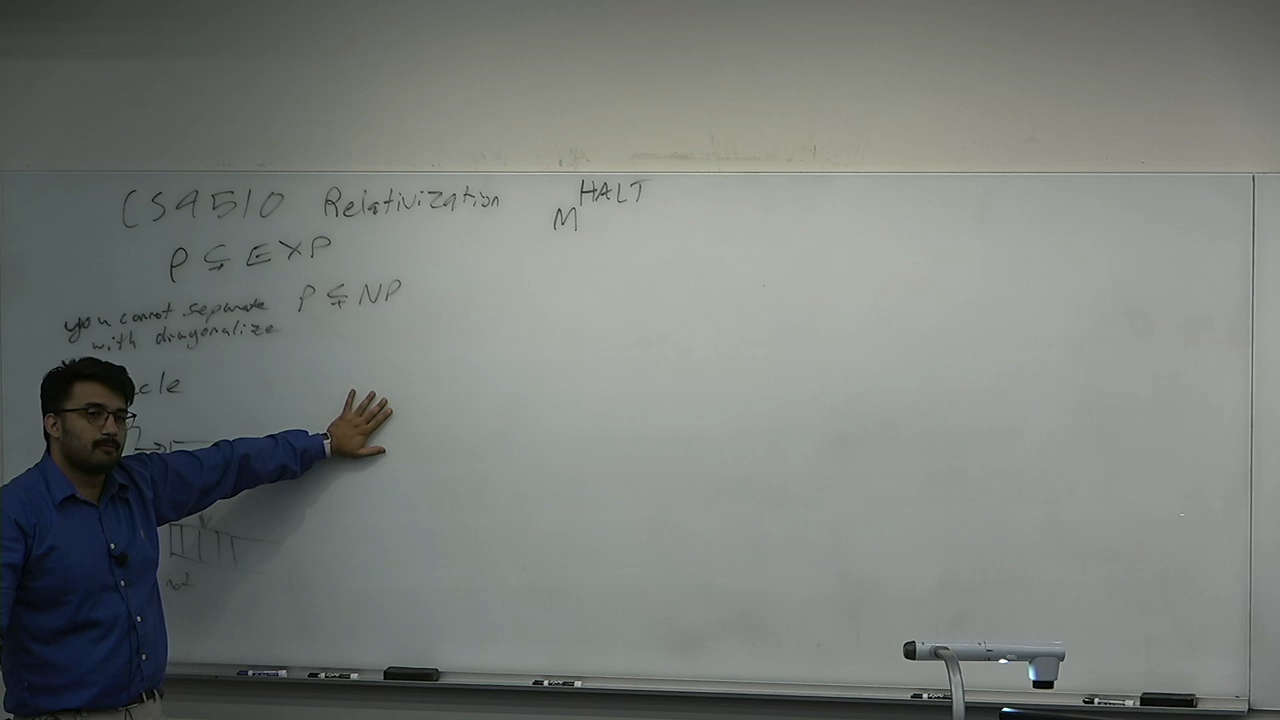 CS4510 Relativization
P ⊊ EXP
you cannot separate P ⊊ NP
with diagonalize
cle
M^HALT